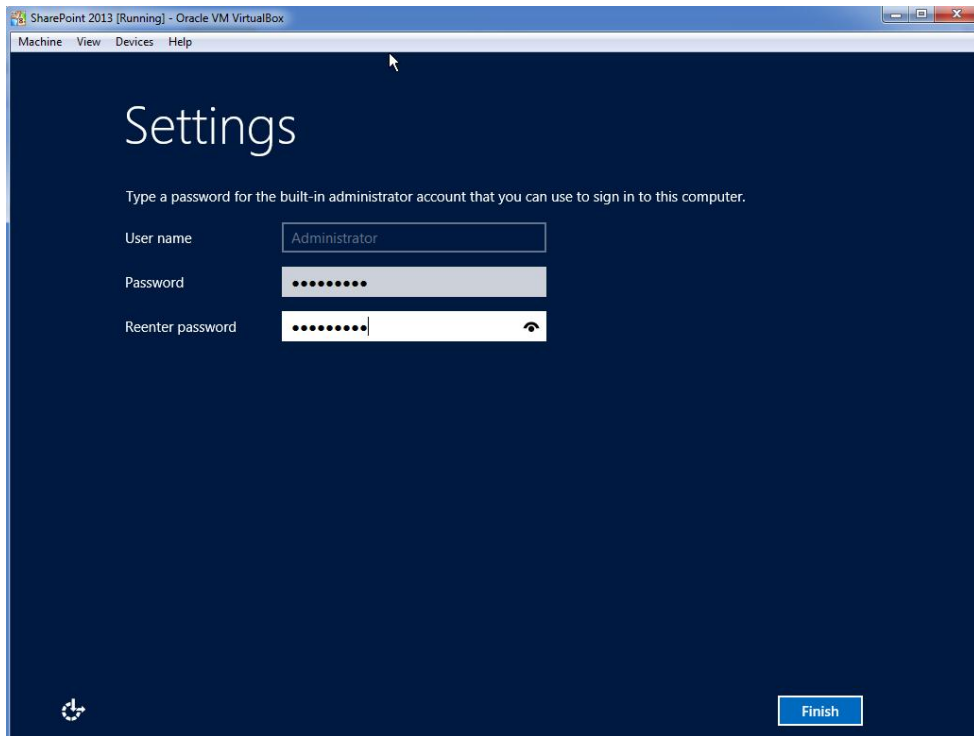 SharePoint 2013 [Running] - Oracle VM VirtualBox
Machine View Devices Help
Settings
Type a password for the built-in administrator account that you can use to sign in to this computer.
User name Administrator
Password •••••••••
Reenter password •••••••••
Finish